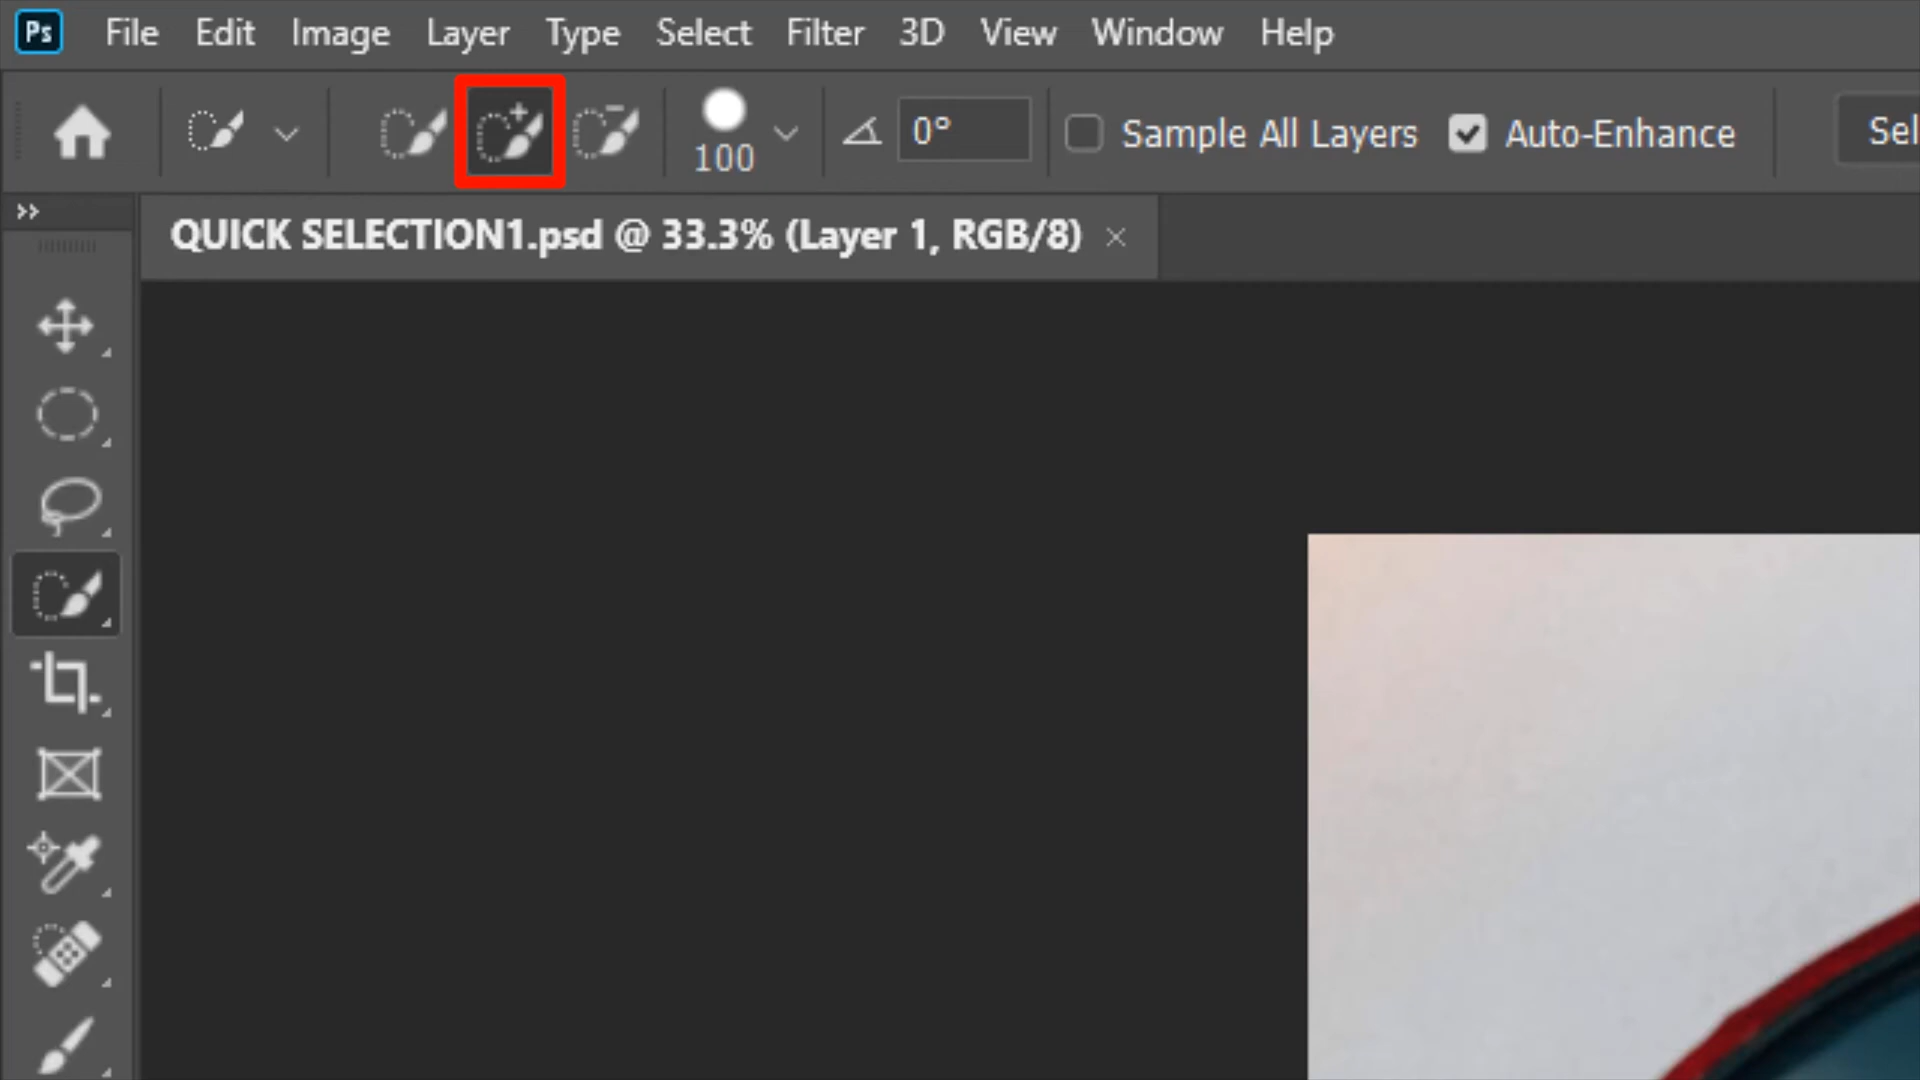 Ps File Edit Image Layer Type Select Filter 3D View Window Help
100 0° Sample All Layers Auto-Enhance Sel
QUICK SELECTION1.psd @ 33.3% (Layer 1, RGB/8) ×